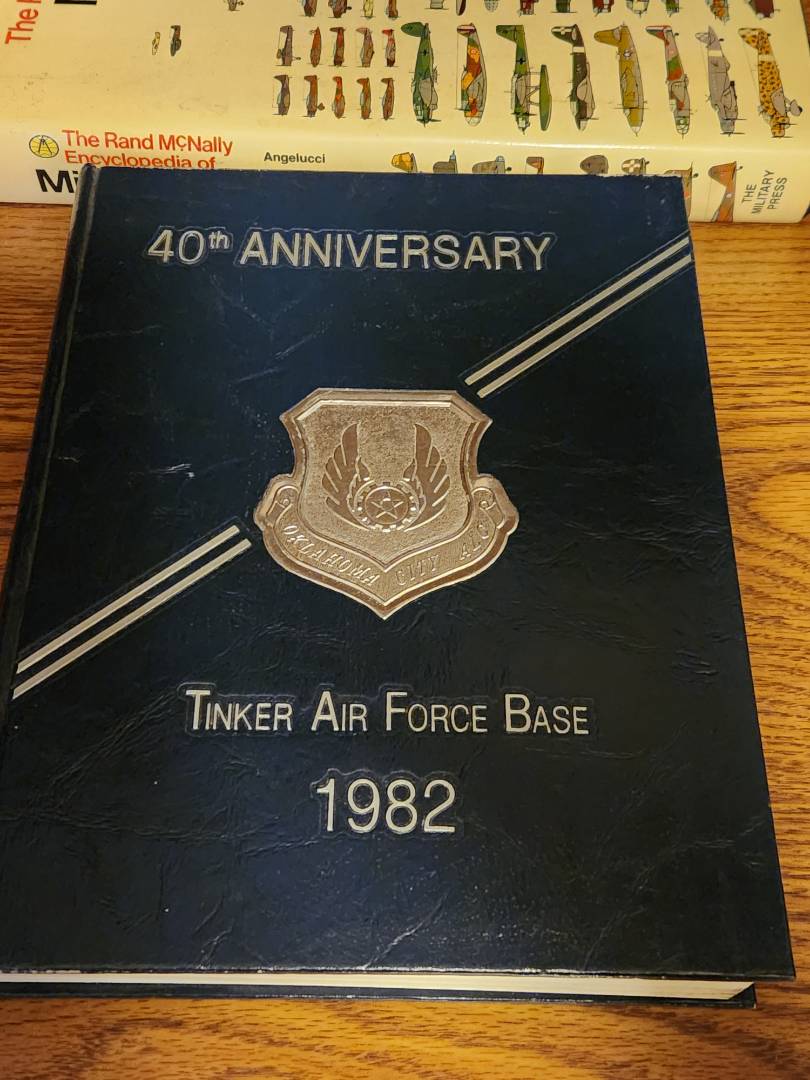 The Rand McNally
Encyclopedia of
Angelucci
THE
MILITARY
PRESS
40th ANNIVERSARY
OKLAHOMA CITY ALC
TINKER AIR FORCE BASE
1982